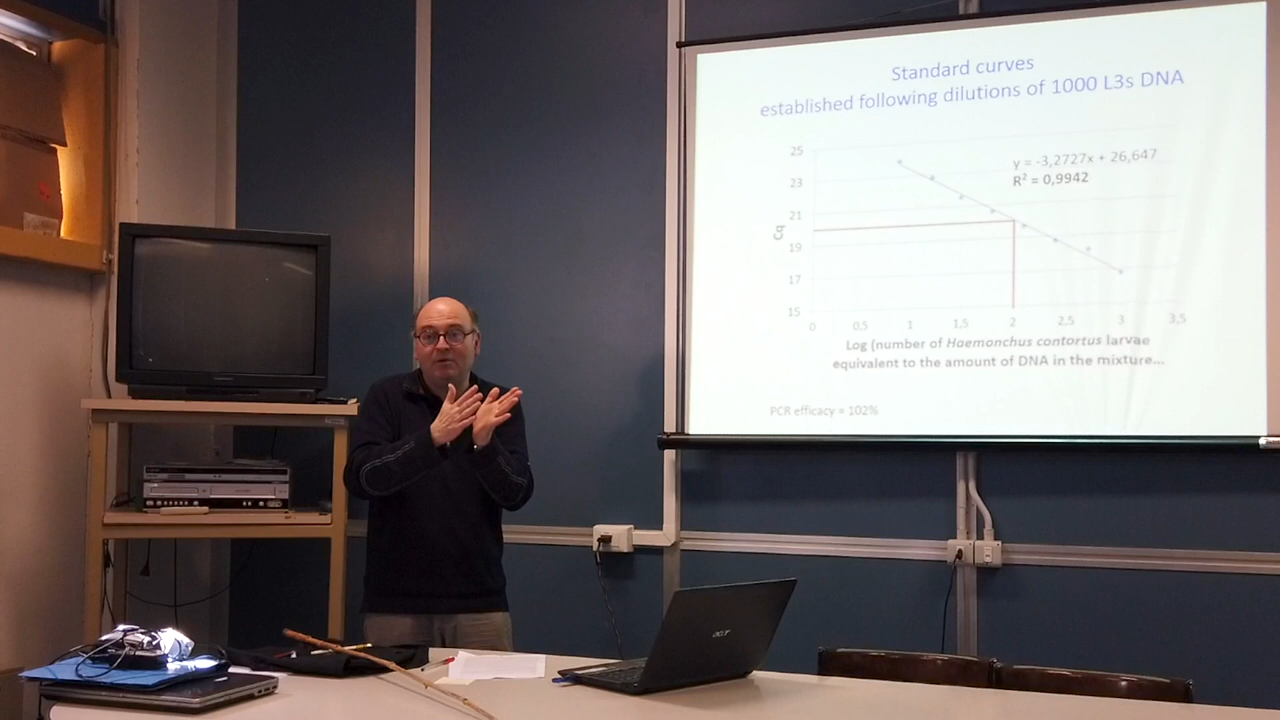 Standard curves
established following dilutions of 1000 L3s DNA
25
23
21
19
17
15
Cq
y = -3,2727x + 26,647
R² = 0,9942
0 0,5 1 1,5 2 2,5 3 3,5
Log (number of Haemonchus contortus larvae
equivalent to the amount of DNA in the mixture...
PCR efficacy = 102%
acer